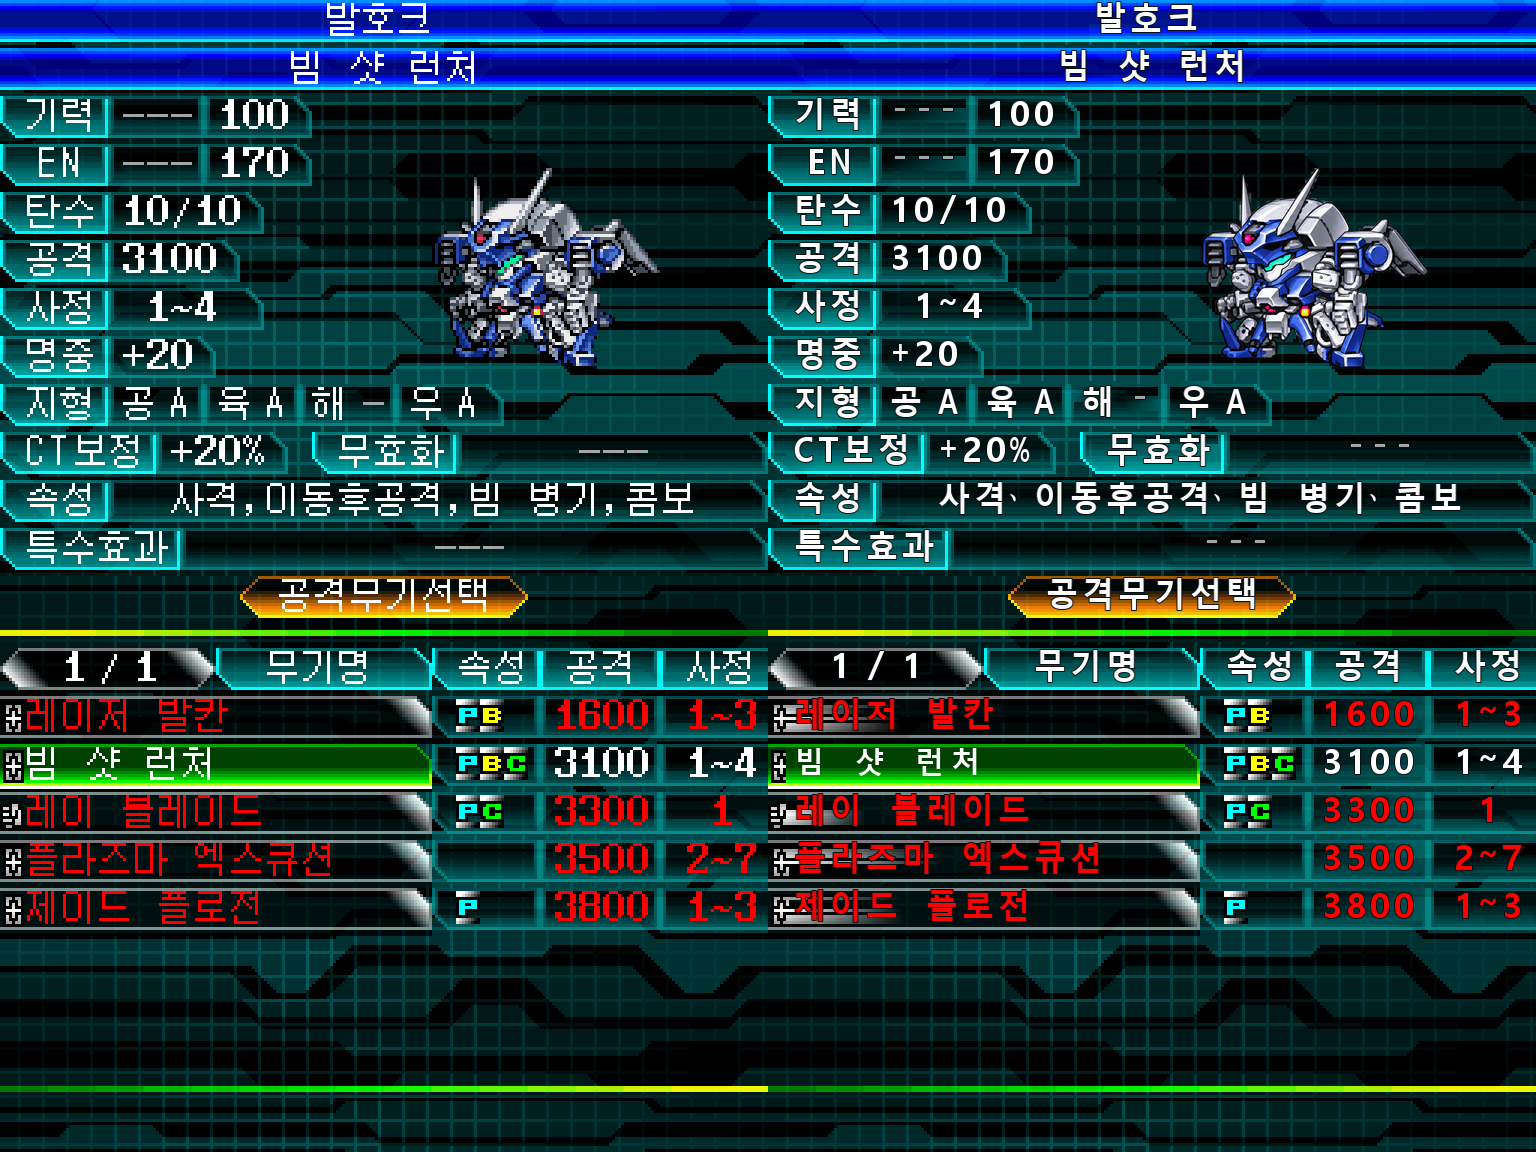 발호크
빔 샷 런처
기력 --- 100
EN --- 170
탄수 10/10
공격 3100
사정 1~4
명중 +20
지형 공 A 육 A 해 - 우 A
CT보정 +20% 무효화 ---
속성 사격,이동후공격,빔 병기,콤보
특수효과 ---
공격무기선택
1 / 1 무기명 속성 공격 사정
레이저 발칸 PB 1600 1~3
빔 샷 런처 PBC 3100 1~4
레이 블레이드 PC 3300 1
플라즈마 엑스큐션 3500 2~7
제이드 플로전 P 3800 1~3
발호크
빔 샷 런처
기력 --- 100
EN --- 170
탄수 10/10
공격 3100
사정 1~4
명중 +20
지형 공 A 육 A 해 - 우 A
CT보정 +20% 무효화 ---
속성 사격、이동후공격、빔 병기、콤보
특수효과 ---
공격무기선택
1 / 1 무기명 속성 공격 사정
레이저 발칸 PB 1600 1~3
빔 샷 런처 PBC 3100 1~4
레이 블레이드 PC 3300 1
플라즈마 엑스큐션 3500 2~7
제이드 플로전 P 3800 1~3